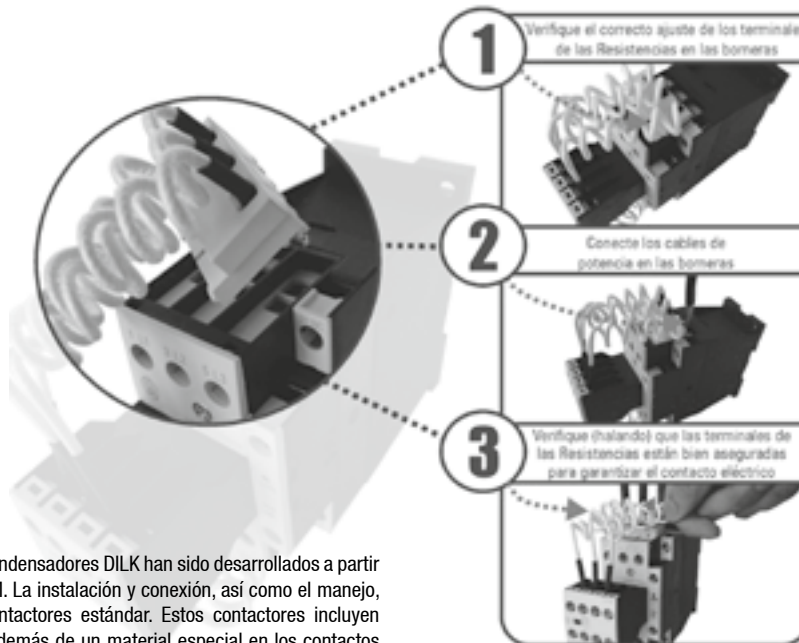 1
Verifique el correcto ajuste de los terminale
de las Resistencias en las borneras
2
Conecte los cables de
potencia en las borneras
3
Verifique (halando) que las terminales de
las Resistencias están bien aseguradas
para garantizar el contacto eléctrico
ndensadores DILK han sido desarrollados a partir
. La instalación y conexión, así como el manejo,
ntactores estándar. Estos contactores incluyen
demás de un material especial en los contactos